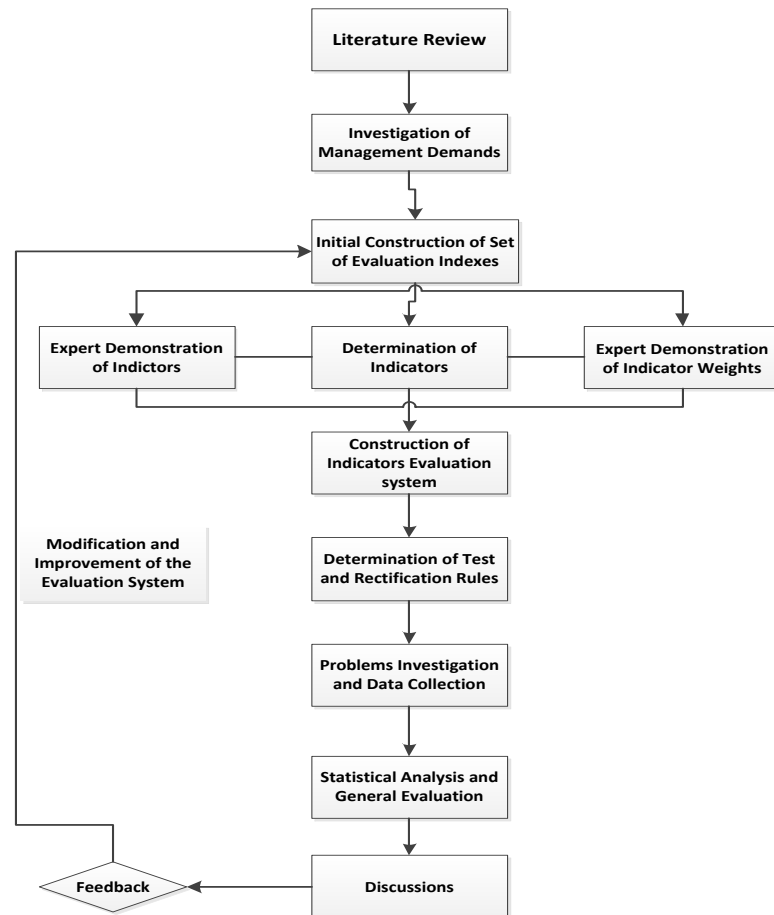 Literature Review
Investigation of
Management Demands
Initial Construction of Set
of Evaluation Indexes
Expert Demonstration
of Indictors
Determination of
Indicators
Expert Demonstration
of Indicator Weights
Construction of
Indicators Evaluation
system
Modification and
Improvement of the
Evaluation System
Determination of Test
and Rectification Rules
Problems Investigation
and Data Collection
Statistical Analysis and
General Evaluation
Feedback
Discussions